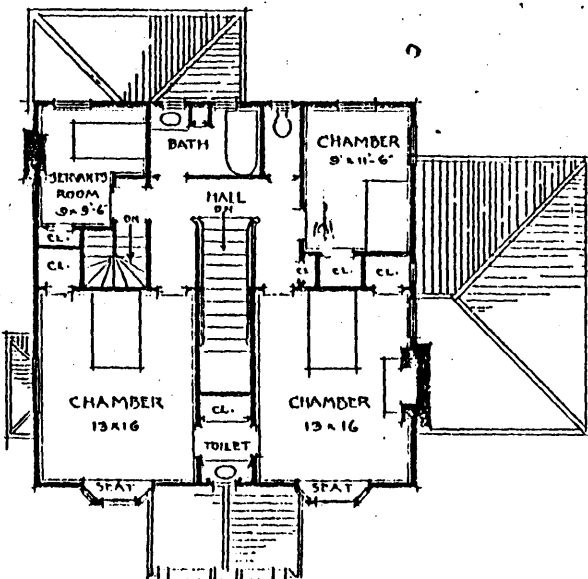 BATH
CHAMBER
9' x 11'-6"
SERVANTS
ROOM
9 x 9'-6"
HALL
DN
DN
CL.
CL.
CL.
CL.
CL.
CHAMBER
13 x 16
CL.
CHAMBER
13 x 16
TOILET
SEAT
SEAT